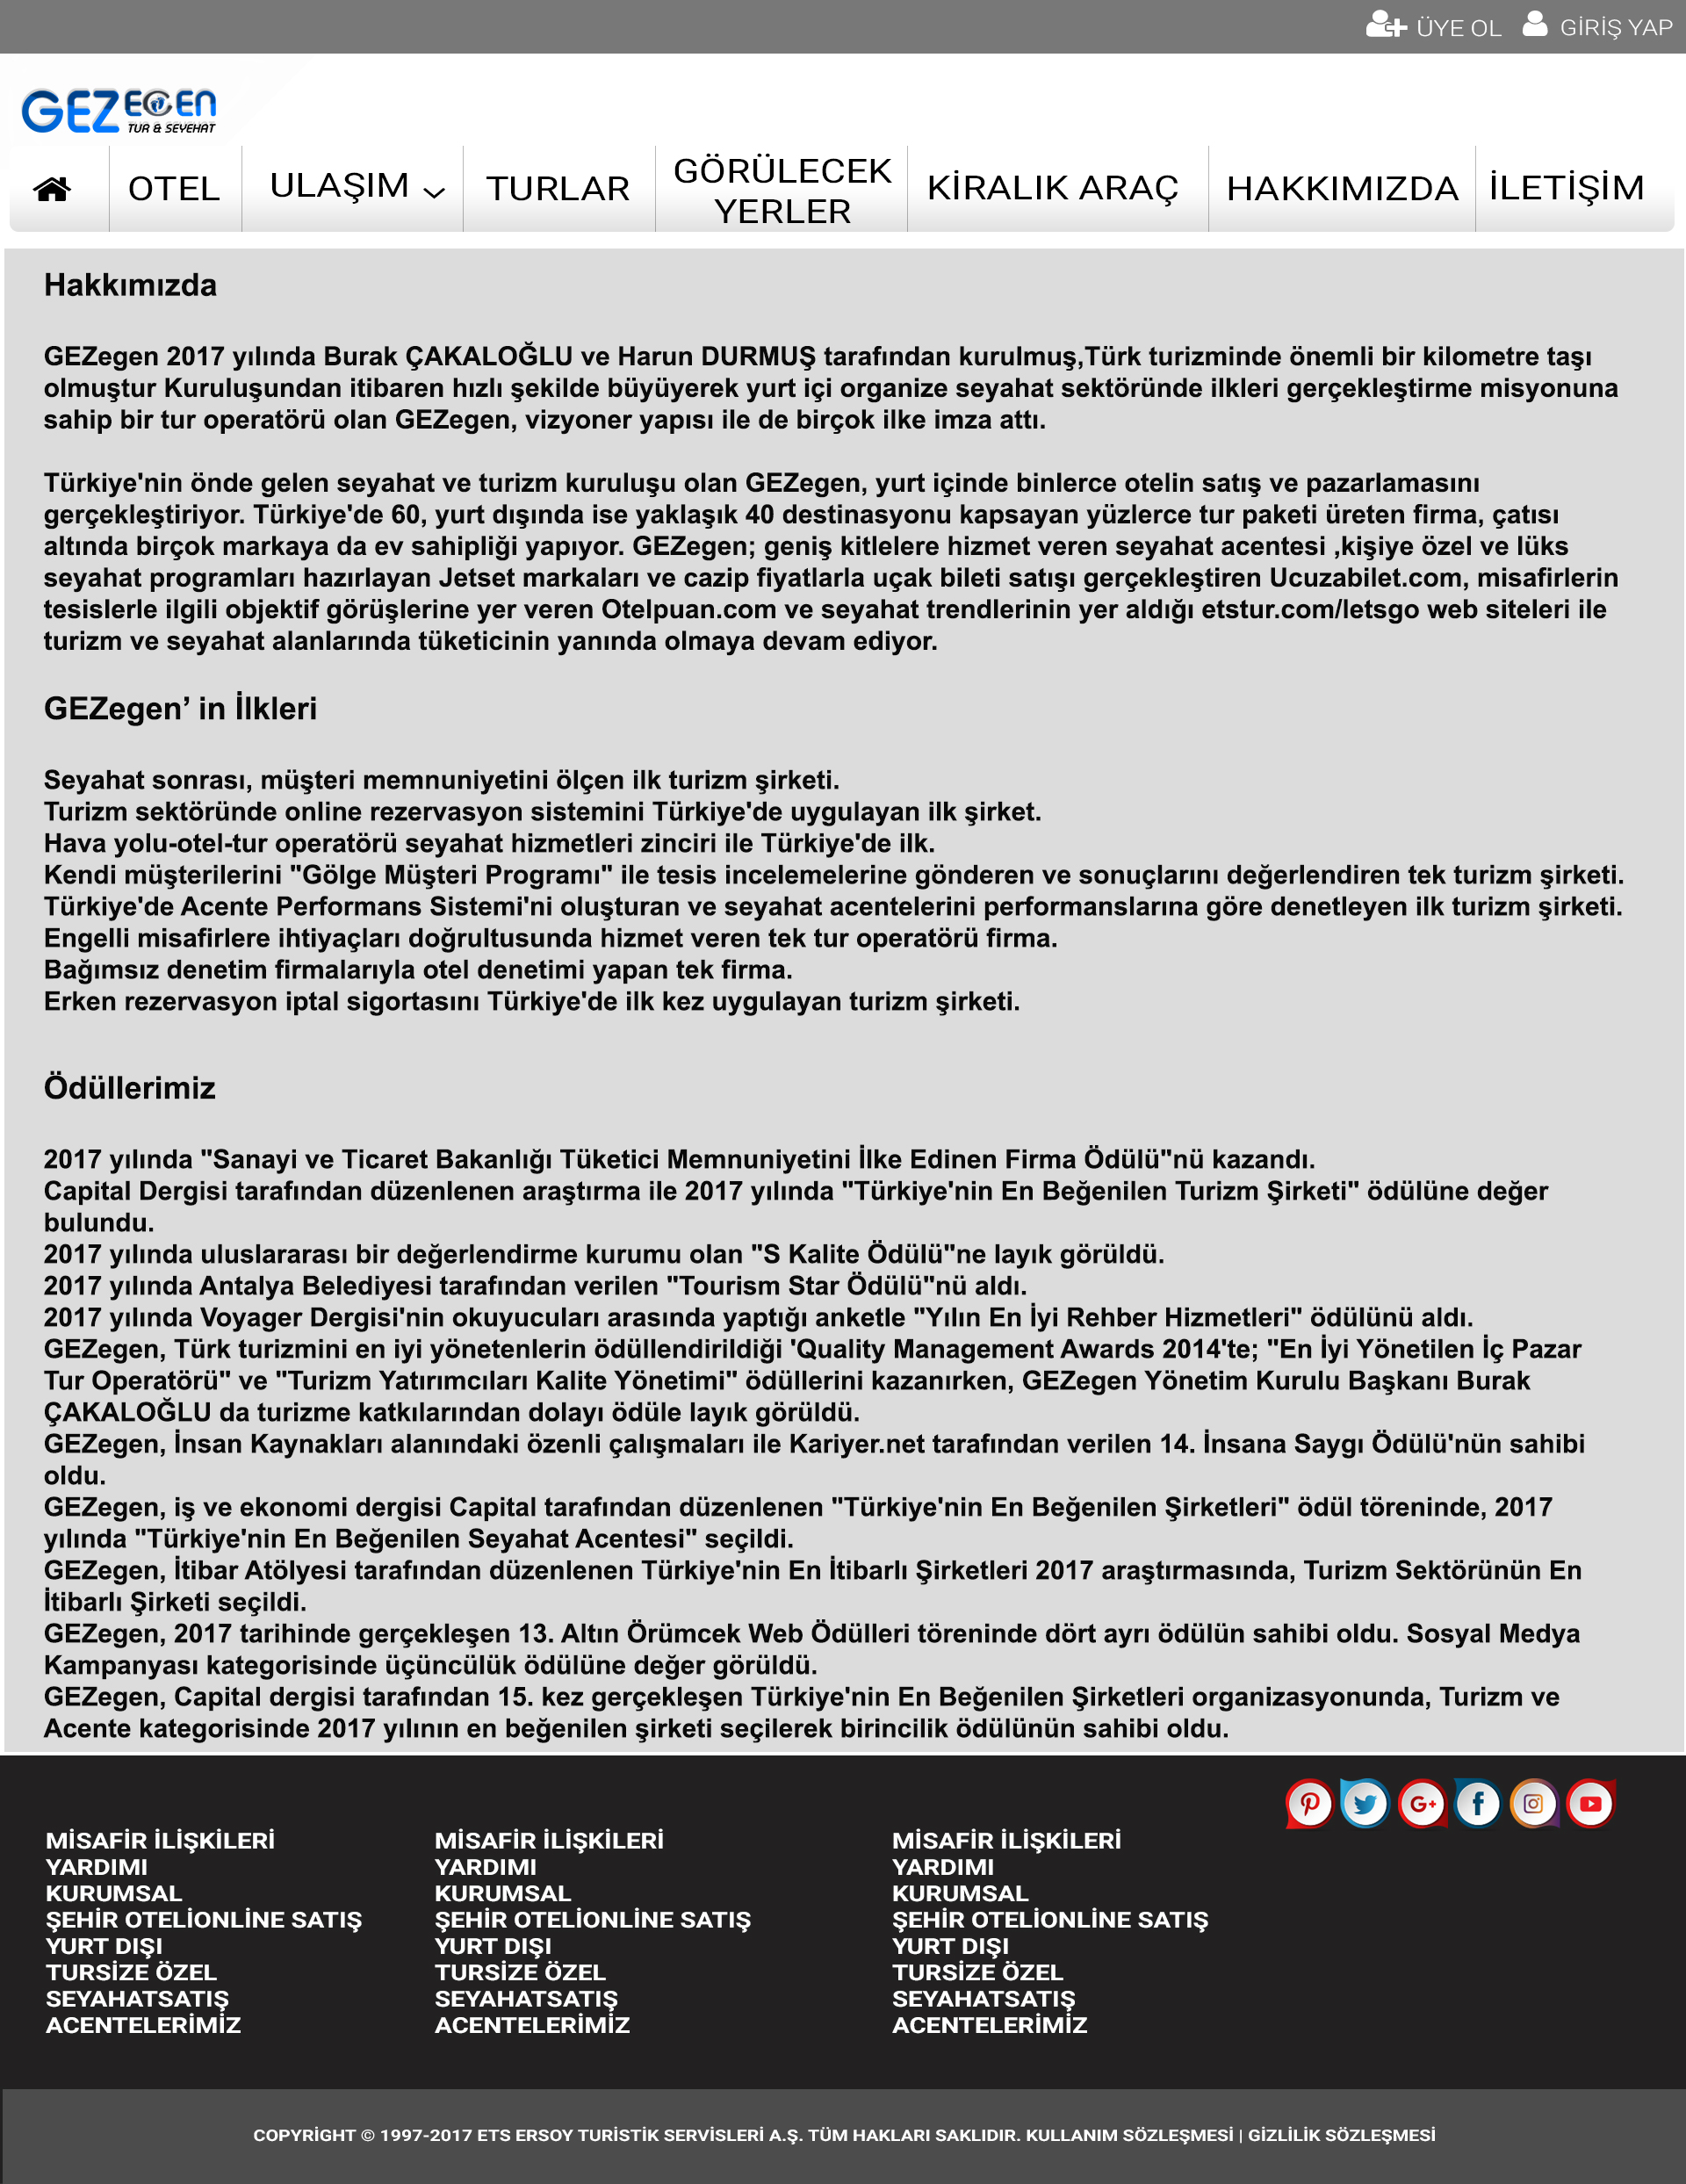 ÜYE OL GİRİŞ YAP
GEZEGEN
TUR & SEYEHAT
OTEL
ULAŞIM
TURLAR
GÖRÜLECEK
YERLER
KİRALIK ARAÇ
HAKKIMIZDA
İLETİŞİM
Hakkımızda
GEZegen 2017 yılında Burak ÇAKALOĞLU ve Harun DURMUŞ tarafından kurulmuş,Türk turizminde önemli bir kilometre taşı
olmuştur Kuruluşundan itibaren hızlı şekilde büyüyerek yurt içi organize seyahat sektöründe ilkleri gerçekleştirme misyonuna
sahip bir tur operatörü olan GEZegen, vizyoner yapısı ile de birçok ilke imza attı.
Türkiye'nin önde gelen seyahat ve turizm kuruluşu olan GEZegen, yurt içinde binlerce otelin satış ve pazarlamasını
gerçekleştiriyor. Türkiye'de 60, yurt dışında ise yaklaşık 40 destinasyonu kapsayan yüzlerce tur paketi üreten firma, çatısı
altında birçok markaya da ev sahipliği yapıyor. GEZegen; geniş kitlelere hizmet veren seyahat acentesi ,kişiye özel ve lüks
seyahat programları hazırlayan Jetset markaları ve cazip fiyatlarla uçak bileti satışı gerçekleştiren Ucuzabilet.com, misafirlerin
tesislerle ilgili objektif görüşlerine yer veren Otelpuan.com ve seyahat trendlerinin yer aldığı etstur.com/letsgo web siteleri ile
turizm ve seyahat alanlarında tüketicinin yanında olmaya devam ediyor.
GEZegen’ in İlkleri
Seyahat sonrası, müşteri memnuniyetini ölçen ilk turizm şirketi.
Turizm sektöründe online rezervasyon sistemini Türkiye'de uygulayan ilk şirket.
Hava yolu-otel-tur operatörü seyahat hizmetleri zinciri ile Türkiye'de ilk.
Kendi müşterilerini "Gölge Müşteri Programı" ile tesis incelemelerine gönderen ve sonuçlarını değerlendiren tek turizm şirketi.
Türkiye'de Acente Performans Sistemi'ni oluşturan ve seyahat acentelerini performanslarına göre denetleyen ilk turizm şirketi.
Engelli misafirlere ihtiyaçları doğrultusunda hizmet veren tek tur operatörü firma.
Bağımsız denetim firmalarıyla otel denetimi yapan tek firma.
Erken rezervasyon iptal sigortasını Türkiye'de ilk kez uygulayan turizm şirketi.
Ödüllerimiz
2017 yılında "Sanayi ve Ticaret Bakanlığı Tüketici Memnuniyetini İlke Edinen Firma Ödülü"nü kazandı.
Capital Dergisi tarafından düzenlenen araştırma ile 2017 yılında "Türkiye'nin En Beğenilen Turizm Şirketi" ödülüne değer
bulundu.
2017 yılında uluslararası bir değerlendirme kurumu olan "S Kalite Ödülü"ne layık görüldü.
2017 yılında Antalya Belediyesi tarafından verilen "Tourism Star Ödülü"nü aldı.
2017 yılında Voyager Dergisi'nin okuyucuları arasında yaptığı anketle "Yılın En İyi Rehber Hizmetleri" ödülünü aldı.
GEZegen, Türk turizmini en iyi yönetenlerin ödüllendirildiği 'Quality Management Awards 2014'te; "En İyi Yönetilen İç Pazar
Tur Operatörü" ve "Turizm Yatırımcıları Kalite Yönetimi" ödüllerini kazanırken, GEZegen Yönetim Kurulu Başkanı Burak
ÇAKALOĞLU da turizme katkılarından dolayı ödüle layık görüldü.
GEZegen, İnsan Kaynakları alanındaki özenli çalışmaları ile Kariyer.net tarafından verilen 14. İnsana Saygı Ödülü'nün sahibi
oldu.
GEZegen, iş ve ekonomi dergisi Capital tarafından düzenlenen "Türkiye'nin En Beğenilen Şirketleri" ödül töreninde, 2017
yılında "Türkiye'nin En Beğenilen Seyahat Acentesi" seçildi.
GEZegen, İtibar Atölyesi tarafından düzenlenen Türkiye'nin En İtibarlı Şirketleri 2017 araştırmasında, Turizm Sektörünün En
İtibarlı Şirketi seçildi.
GEZegen, 2017 tarihinde gerçekleşen 13. Altın Örümcek Web Ödülleri töreninde dört ayrı ödülün sahibi oldu. Sosyal Medya
Kampanyası kategorisinde üçüncülük ödülüne değer görüldü.
GEZegen, Capital dergisi tarafından 15. kez gerçekleşen Türkiye'nin En Beğenilen Şirketleri organizasyonunda, Turizm ve
Acente kategorisinde 2017 yılının en beğenilen şirketi seçilerek birincilik ödülünün sahibi oldu.
MİSAFİR İLİŞKİLERİ
YARDIMI
KURUMSAL
ŞEHİR OTELİONLİNE SATIŞ
YURT DIŞI
TURSİZE ÖZEL
SEYAHATSATIŞ
ACENTELERİMİZ
MİSAFİR İLİŞKİLERİ
YARDIMI
KURUMSAL
ŞEHİR OTELİONLİNE SATIŞ
YURT DIŞI
TURSİZE ÖZEL
SEYAHATSATIŞ
ACENTELERİMİZ
MİSAFİR İLİŞKİLERİ
YARDIMI
KURUMSAL
ŞEHİR OTELİONLİNE SATIŞ
YURT DIŞI
TURSİZE ÖZEL
SEYAHATSATIŞ
ACENTELERİMİZ
COPYRİGHT © 1997-2017 ETS ERSOY TURİSTİK SERVİSLERİ A.Ş. TÜM HAKLARI SAKLIDIR. KULLANIM SÖZLEŞMESİ | GİZLİLİK SÖZLEŞMESİ